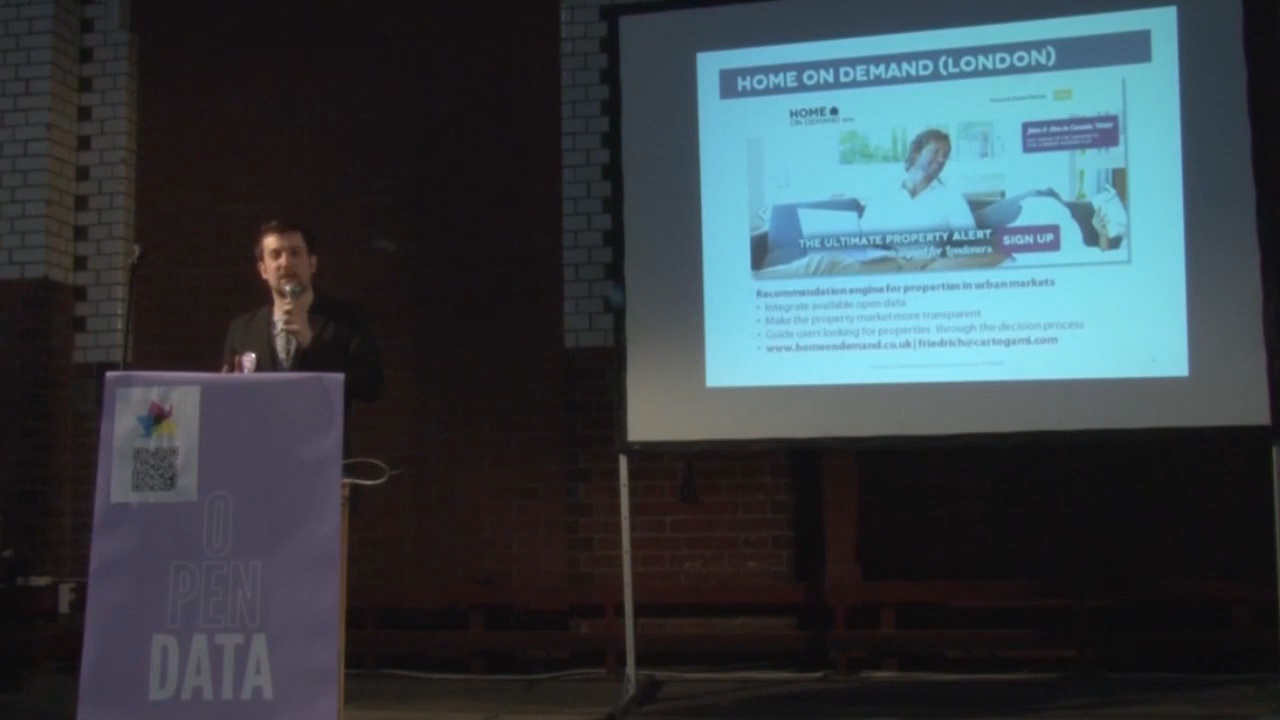 HOME ON DEMAND (LONDON)
HOME
ON DEMAND
THE ULTIMATE PROPERTY ALERT
SIGN UP
for londoners
Recommendation engine for properties in urban markets
• Integrate available open data
• Make the property market more transparent
• Guide users looking for properties through the decision process
• www.homeondemand.co.uk | friedrich@cartogami.com
O
PEN
DATA